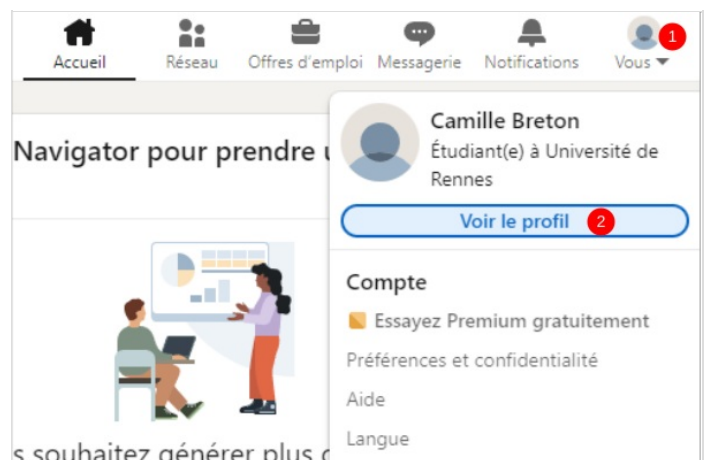 Accueil Réseau Offres d'emploi Messagerie Notifications Vous
1
Camille Breton
Étudiant(e) à Université de
Rennes
Navigator pour prendre
Voir le profil 2
Compte
Essayez Premium gratuitement
Préférences et confidentialité
Aide
Langue
s souhaitez générer plus